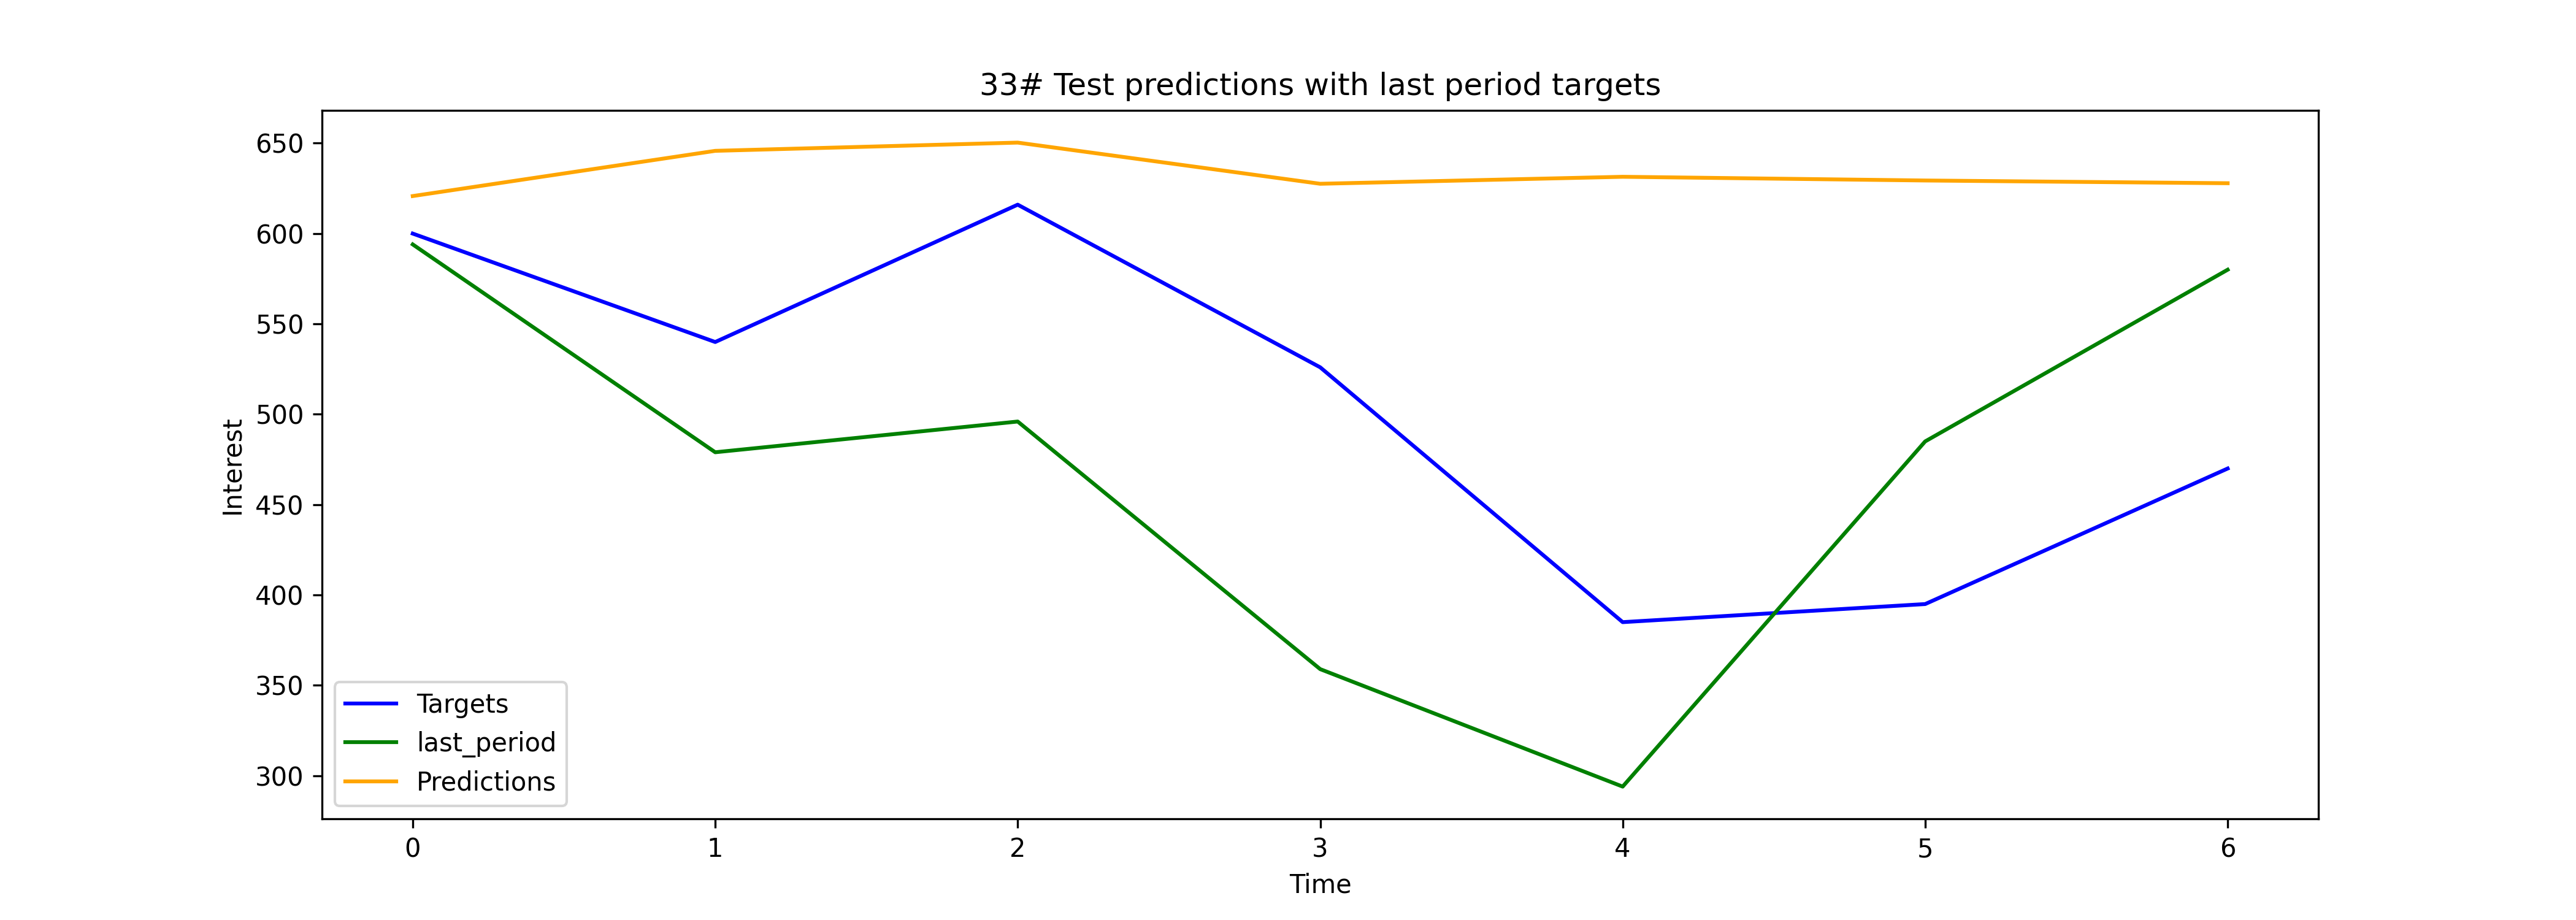 33# Test predictions with last period targets
Interest
650
600
550
500
450
400
350
300
Targets
last_period
Predictions
0 1 2 3 4 5 6
Time